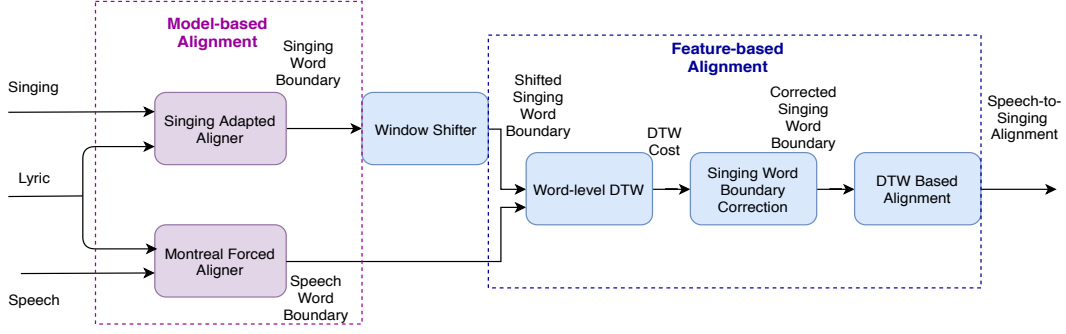 Model-based
Alignment
Singing
Word
Boundary
Feature-based
Alignment
Singing
Singing Adapted
Aligner
Window Shifter
Shifted
Singing
Word
Boundary
DTW
Cost
Corrected
Singing
Word
Boundary
Speech-to-
Singing
Alignment
Lyric
Word-level DTW
Singing Word
Boundary
Correction
DTW Based
Alignment
Montreal Forced
Aligner
Speech
Speech
Word
Boundary